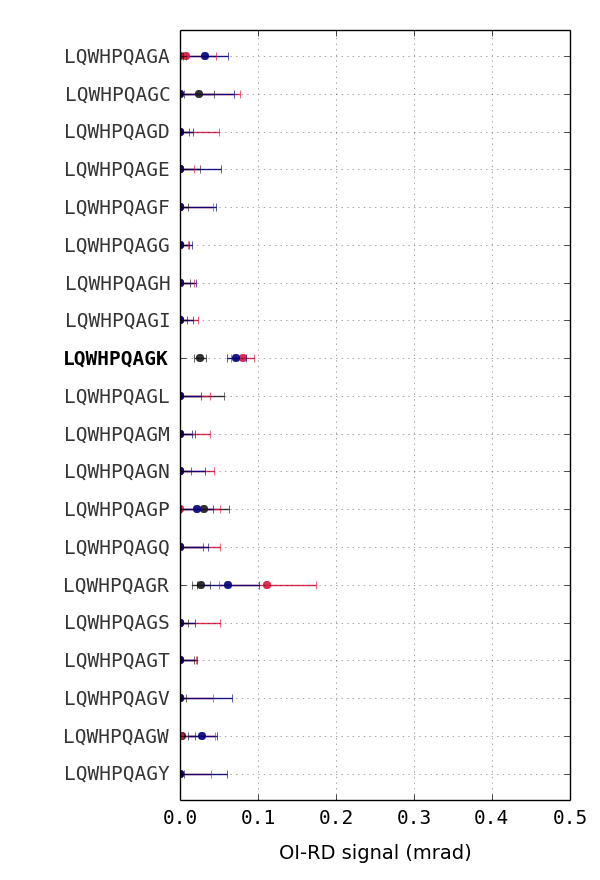 LQWHPQAGA
LQWHPQAGC
LQWHPQAGD
LQWHPQAGE
LQWHPQAGF
LQWHPQAGG
LQWHPQAGH
LQWHPQAGI
LQWHPQAGK
LQWHPQAGL
LQWHPQAGM
LQWHPQAGN
LQWHPQAGP
LQWHPQAGQ
LQWHPQAGR
LQWHPQAGS
LQWHPQAGT
LQWHPQAGV
LQWHPQAGW
LQWHPQAGY
0.0 0.1 0.2 0.3 0.4 0.5
OI-RD signal (mrad)